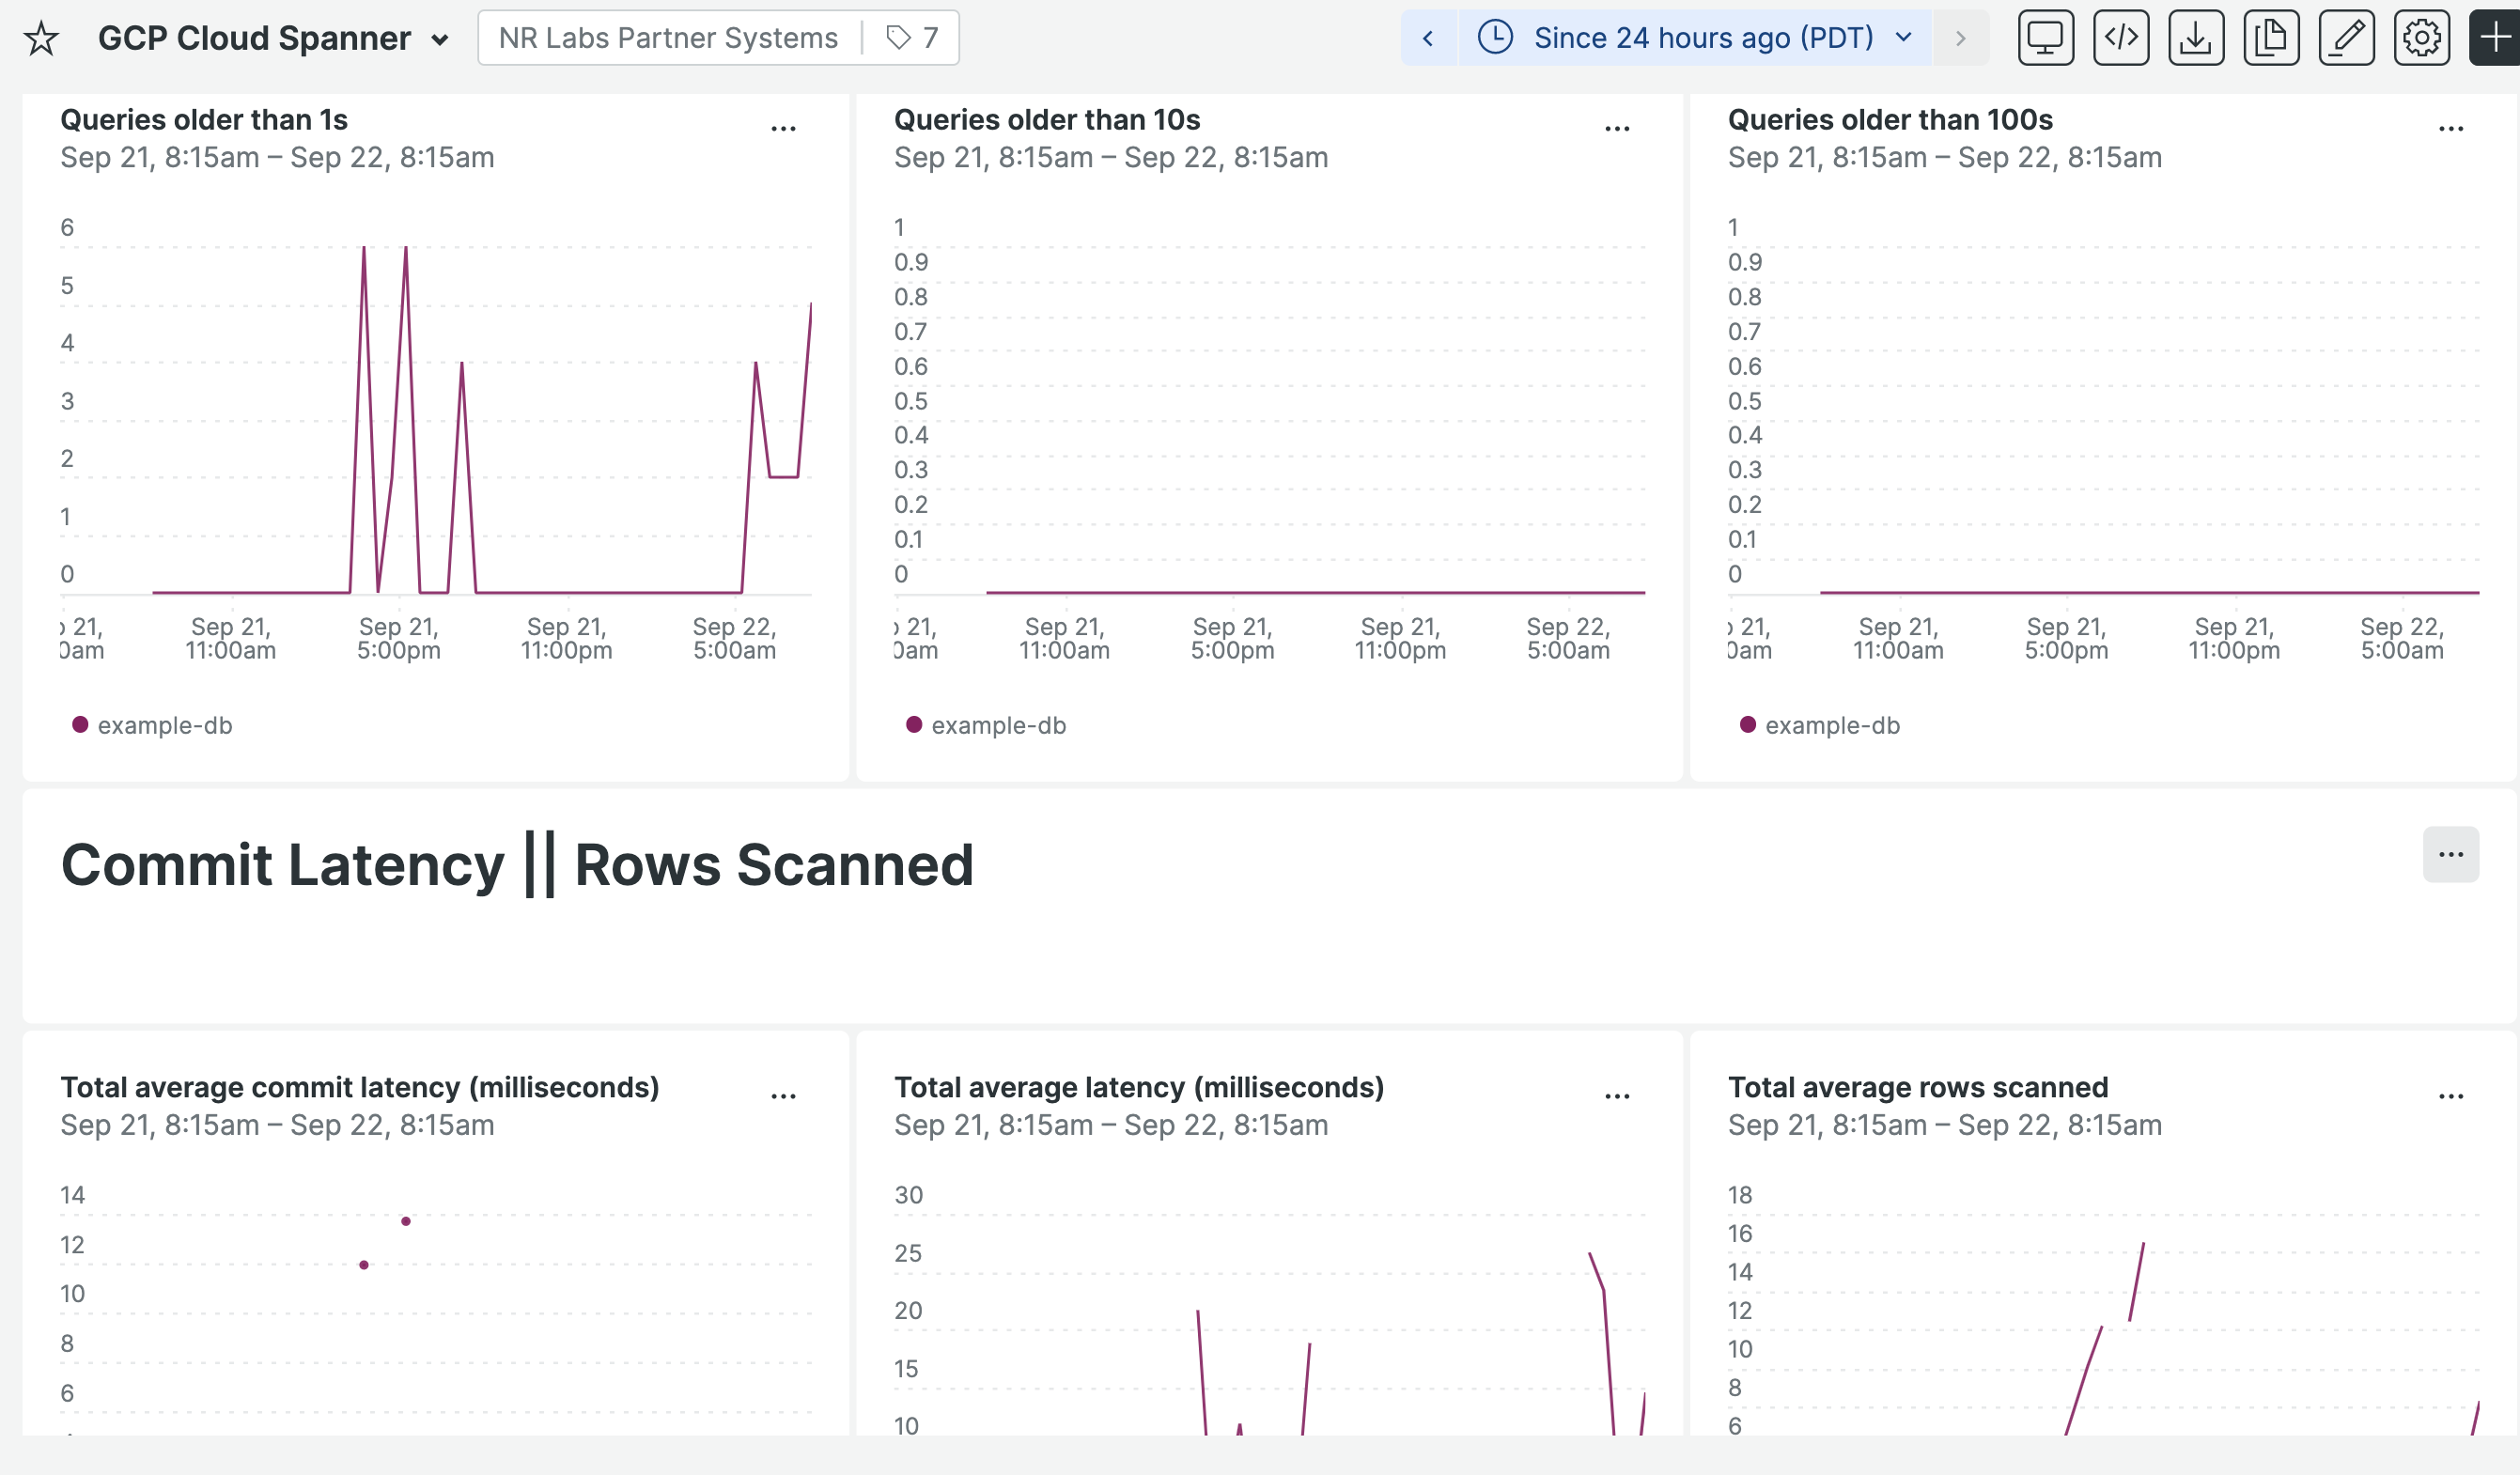 GCP Cloud Spanner
NR Labs Partner Systems
7
Since 24 hours ago (PDT)
Queries older than 1s
Sep 21, 8:15am – Sep 22, 8:15am
6
5
4
3
2
1
0
21,
0am
Sep 21,
11:00am
Sep 21,
5:00pm
Sep 21,
11:00pm
Sep 22,
5:00am
example-db
Queries older than 10s
Sep 21, 8:15am – Sep 22, 8:15am
1
0.9
0.8
0.7
0.6
0.5
0.4
0.3
0.2
0.1
0
21,
0am
Sep 21,
11:00am
Sep 21,
5:00pm
Sep 21,
11:00pm
Sep 22,
5:00am
example-db
Queries older than 100s
Sep 21, 8:15am – Sep 22, 8:15am
1
0.9
0.8
0.7
0.6
0.5
0.4
0.3
0.2
0.1
0
21,
0am
Sep 21,
11:00am
Sep 21,
5:00pm
Sep 21,
11:00pm
Sep 22,
5:00am
example-db
Commit Latency || Rows Scanned
Total average commit latency (milliseconds)
Sep 21, 8:15am – Sep 22, 8:15am
14
12
10
8
6
Total average latency (milliseconds)
Sep 21, 8:15am – Sep 22, 8:15am
30
25
20
15
10
Total average rows scanned
Sep 21, 8:15am – Sep 22, 8:15am
18
16
14
12
10
8
6